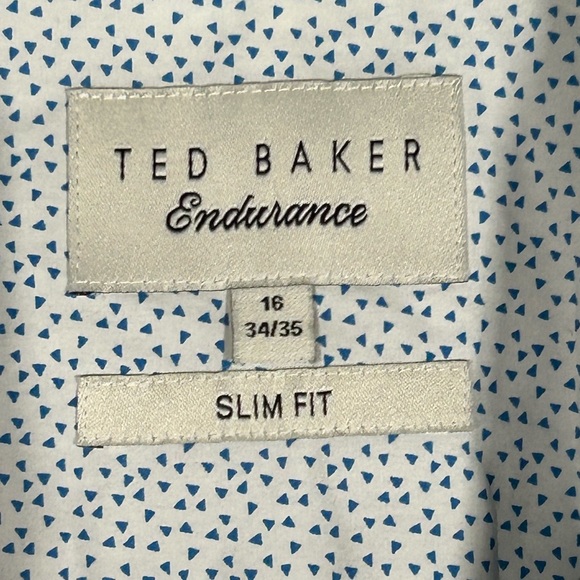 TED BAKER
Endurance
16
34/35
SLIM FIT